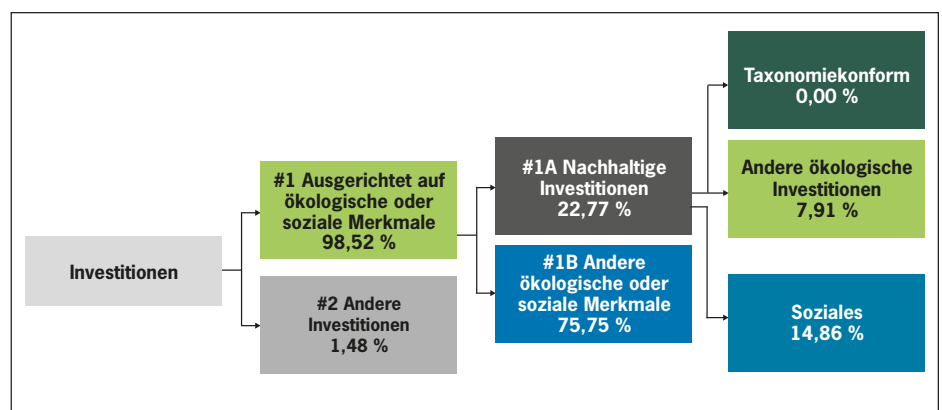 Investitionen
#1 Ausgerichtet auf
ökologische oder
soziale Merkmale
98,52 %
#2 Andere
Investitionen
1,48 %
#1A Nachhaltige
Investitionen
22,77 %
#1B Andere
ökologische oder
soziale Merkmale
75,75 %
Taxonomiekonform
0,00 %
Andere ökologische
Investitionen
7,91 %
Soziales
14,86 %